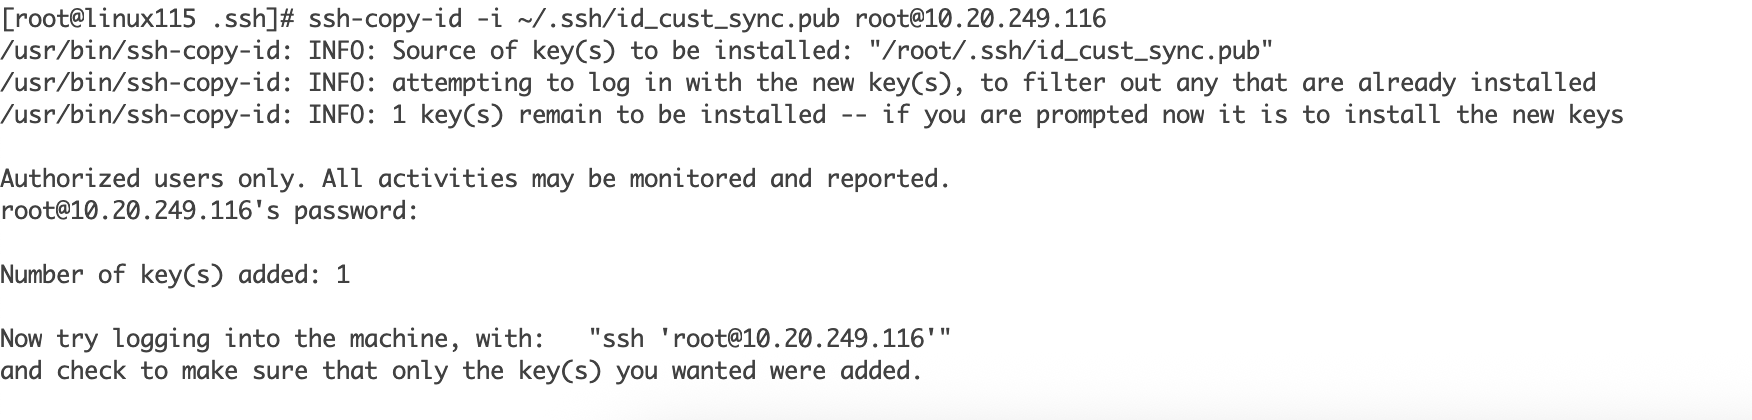 [root@linux115 .ssh]# ssh-copy-id -i ~/.ssh/id_cust_sync.pub root@10.20.249.116
/usr/bin/ssh-copy-id: INFO: Source of key(s) to be installed: "/root/.ssh/id_cust_sync.pub"
/usr/bin/ssh-copy-id: INFO: attempting to log in with the new key(s), to filter out any that are already installed
/usr/bin/ssh-copy-id: INFO: 1 key(s) remain to be installed -- if you are prompted now it is to install the new keys
Authorized users only. All activities may be monitored and reported.
root@10.20.249.116's password:
Number of key(s) added: 1
Now try logging into the machine, with:   "ssh 'root@10.20.249.116'"
and check to make sure that only the key(s) you wanted were added.